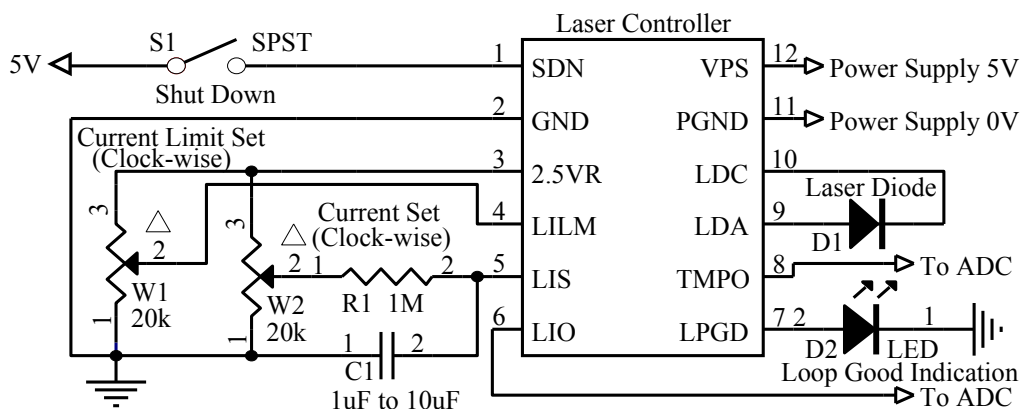 Laser Controller
5V
S1
SPST
Shut Down
1
SDN
VPS
12
Power Supply 5V
2
GND
PGND
11
Power Supply 0V
Current Limit Set
(Clock-wise)
3
2.5VR
LDC
10
Laser Diode
3
2
W1
20k
1
3
Current Set
(Clock-wise)
2
W2
20k
1
1
R1
1M
2
4
LILM
LDA
9
D1
5
LIS
TMPO
8
To ADC
6
LIO
LPGD
7
2
D2
LED
1
Loop Good Indication
1
C1
2
1uF to 10uF
To ADC